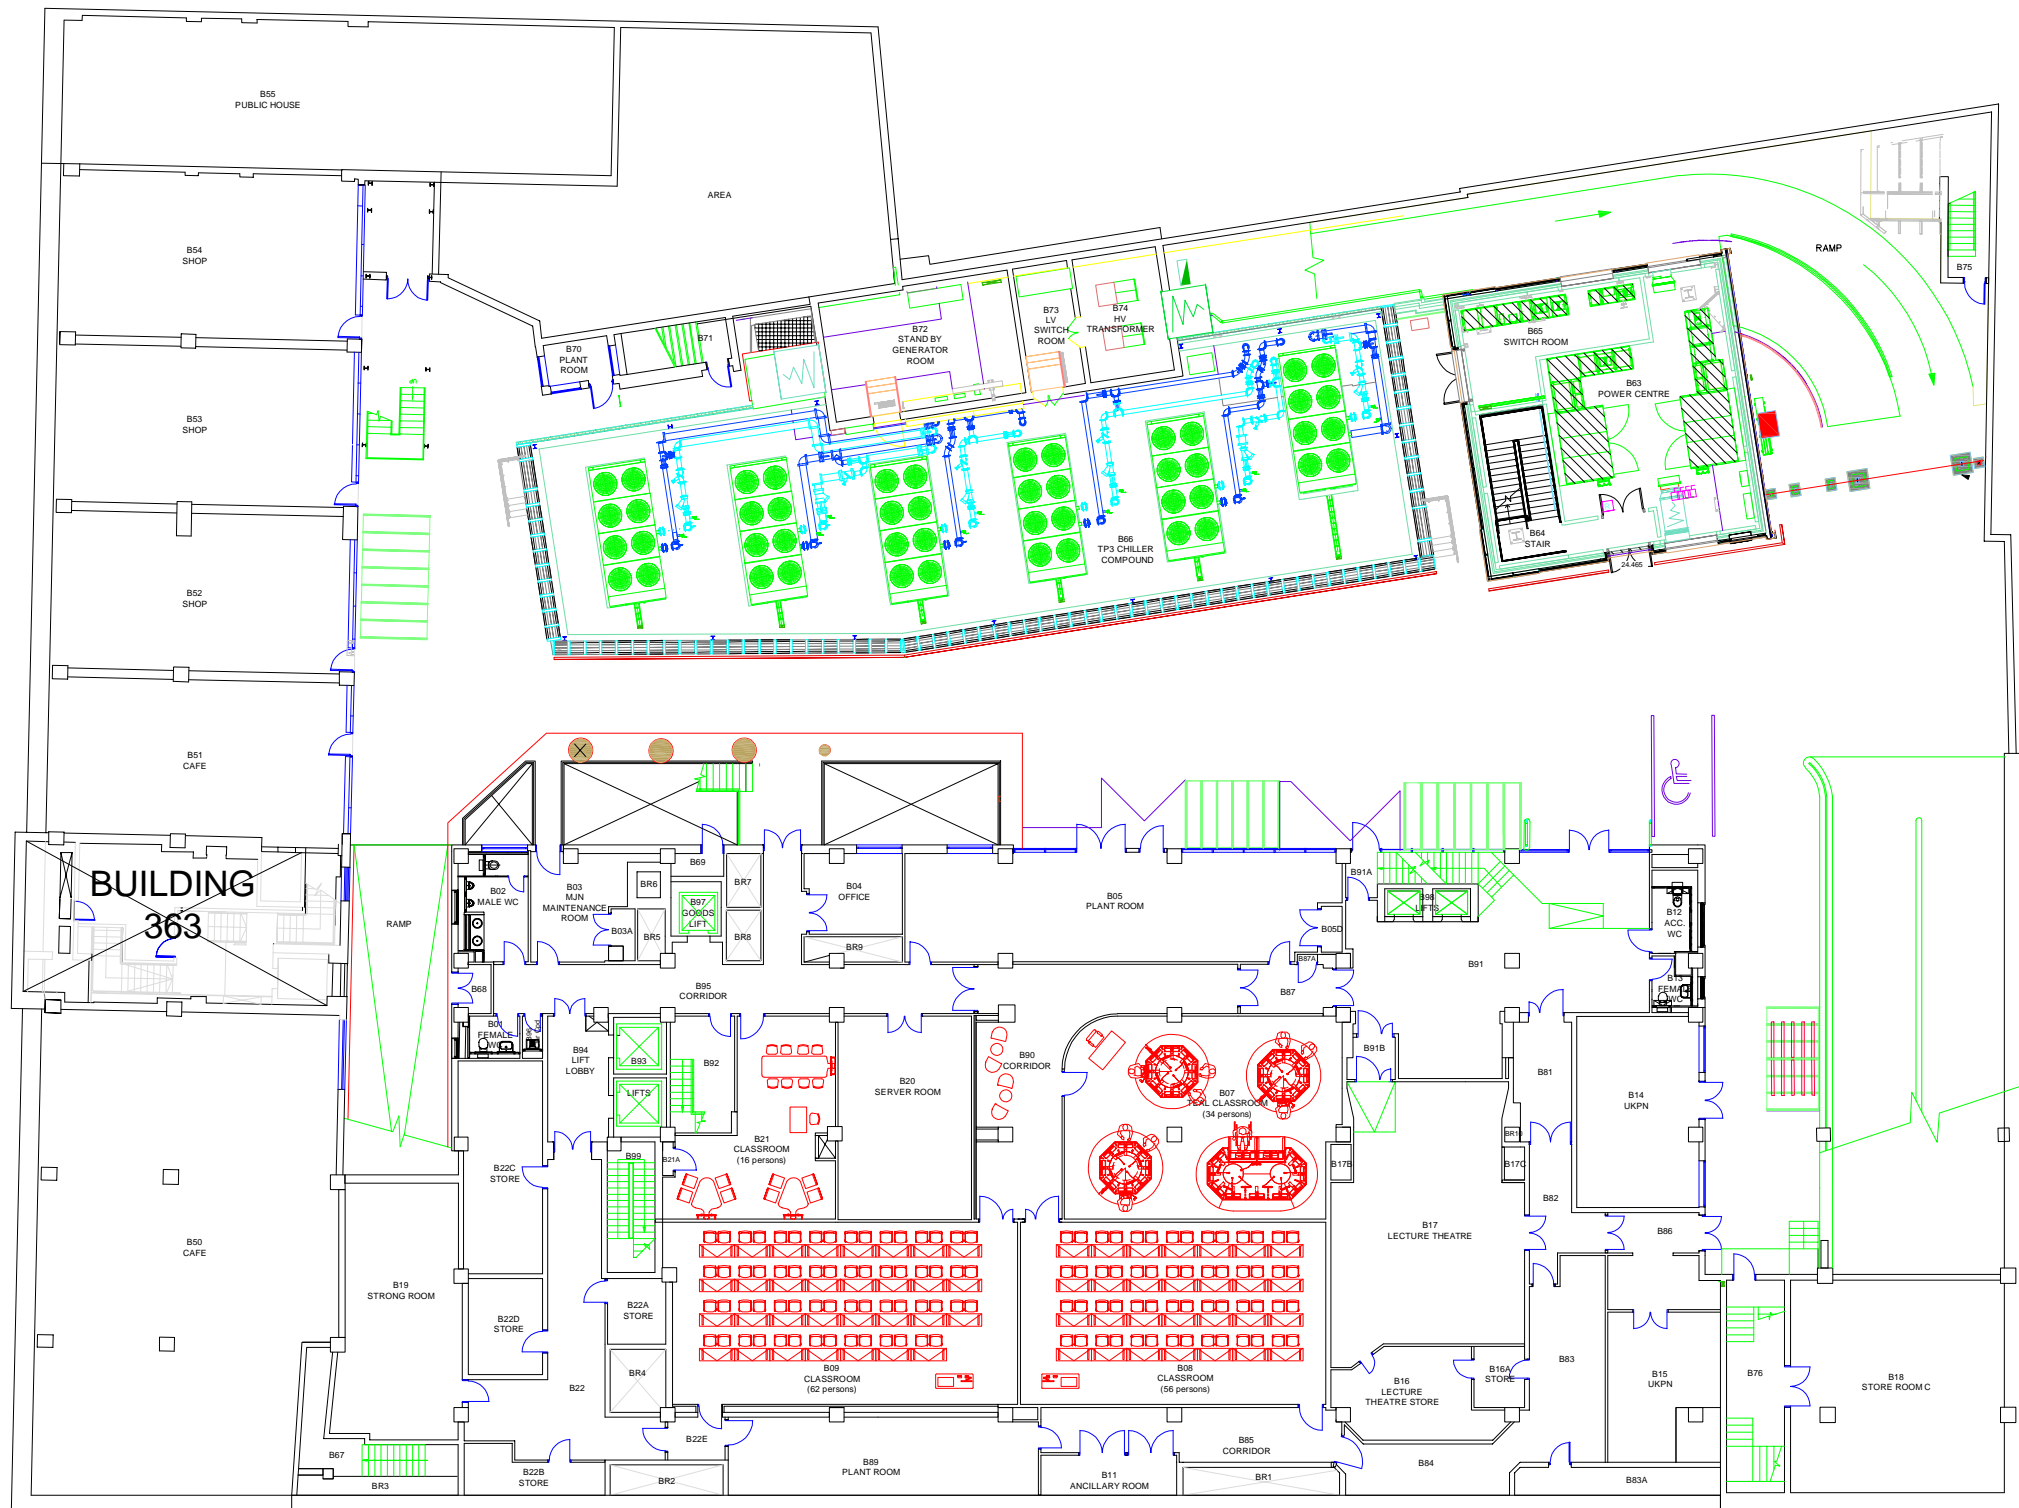 B55
PUBLIC HOUSE
AREA
B54
SHOP
RAMP
B75
B53
SHOP
B70
PLANT
ROOM
B71
B72
STAND BY
GENERATOR
ROOM
B73
LV
SWITCH
ROOM
B74
HV
TRANSFORMER
B65
SWITCH ROOM
B63
POWER CENTRE
B64
STAIR
24.465
B66
TP3 CHILLER
COMPOUND
B52
SHOP
B51
CAFE
BUILDING
363
RAMP
B02
MALE WC
B03
MJN
MAINTENANCE
ROOM
B03A
BR6
BR5
B69
B97
GOODS
LIFT
BR7
BR8
B04
OFFICE
BR9
B05
PLANT ROOM
B05D
B91A
B98
LIFTS
B12
ACC.
WC
B13
FEMALE
WC
B68
B95
CORRIDOR
B87A
B87
B91
B01
FEMALE
WC
B94
LIFT
LOBBY
B93
LIFTS
B92
B20
SERVER ROOM
B90
CORRIDOR
B07
TEAL CLASSROOM
(34 persons)
B91B
B81
B14
UKPN
B21
CLASSROOM
(16 persons)
B21A
B99
B22C
STORE
B17B
BR10
B17C
B82
B86
B17
LECTURE THEATRE
B50
CAFE
B19
STRONG ROOM
B22D
STORE
B22A
STORE
BR4
B22
B09
CLASSROOM
(62 persons)
B08
CLASSROOM
(56 persons)
B16
LECTURE
THEATRE STORE
B16A
STORE
B83
B15
UKPN
B76
B18
STORE ROOM C
B67
BR3
B22B
STORE
B22E
BR2
B89
PLANT ROOM
B11
ANCILLARY ROOM
B85
CORRIDOR
BR1
B84
B83A